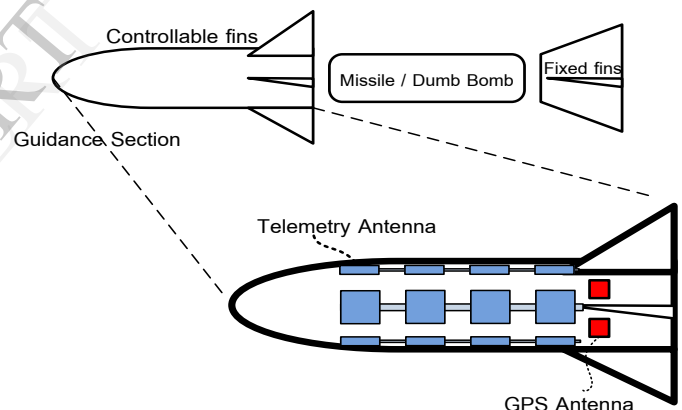 Controllable fins
Missile / Dumb Bomb
Fixed fins
Guidance Section
Telemetry Antenna
GPS Antenna